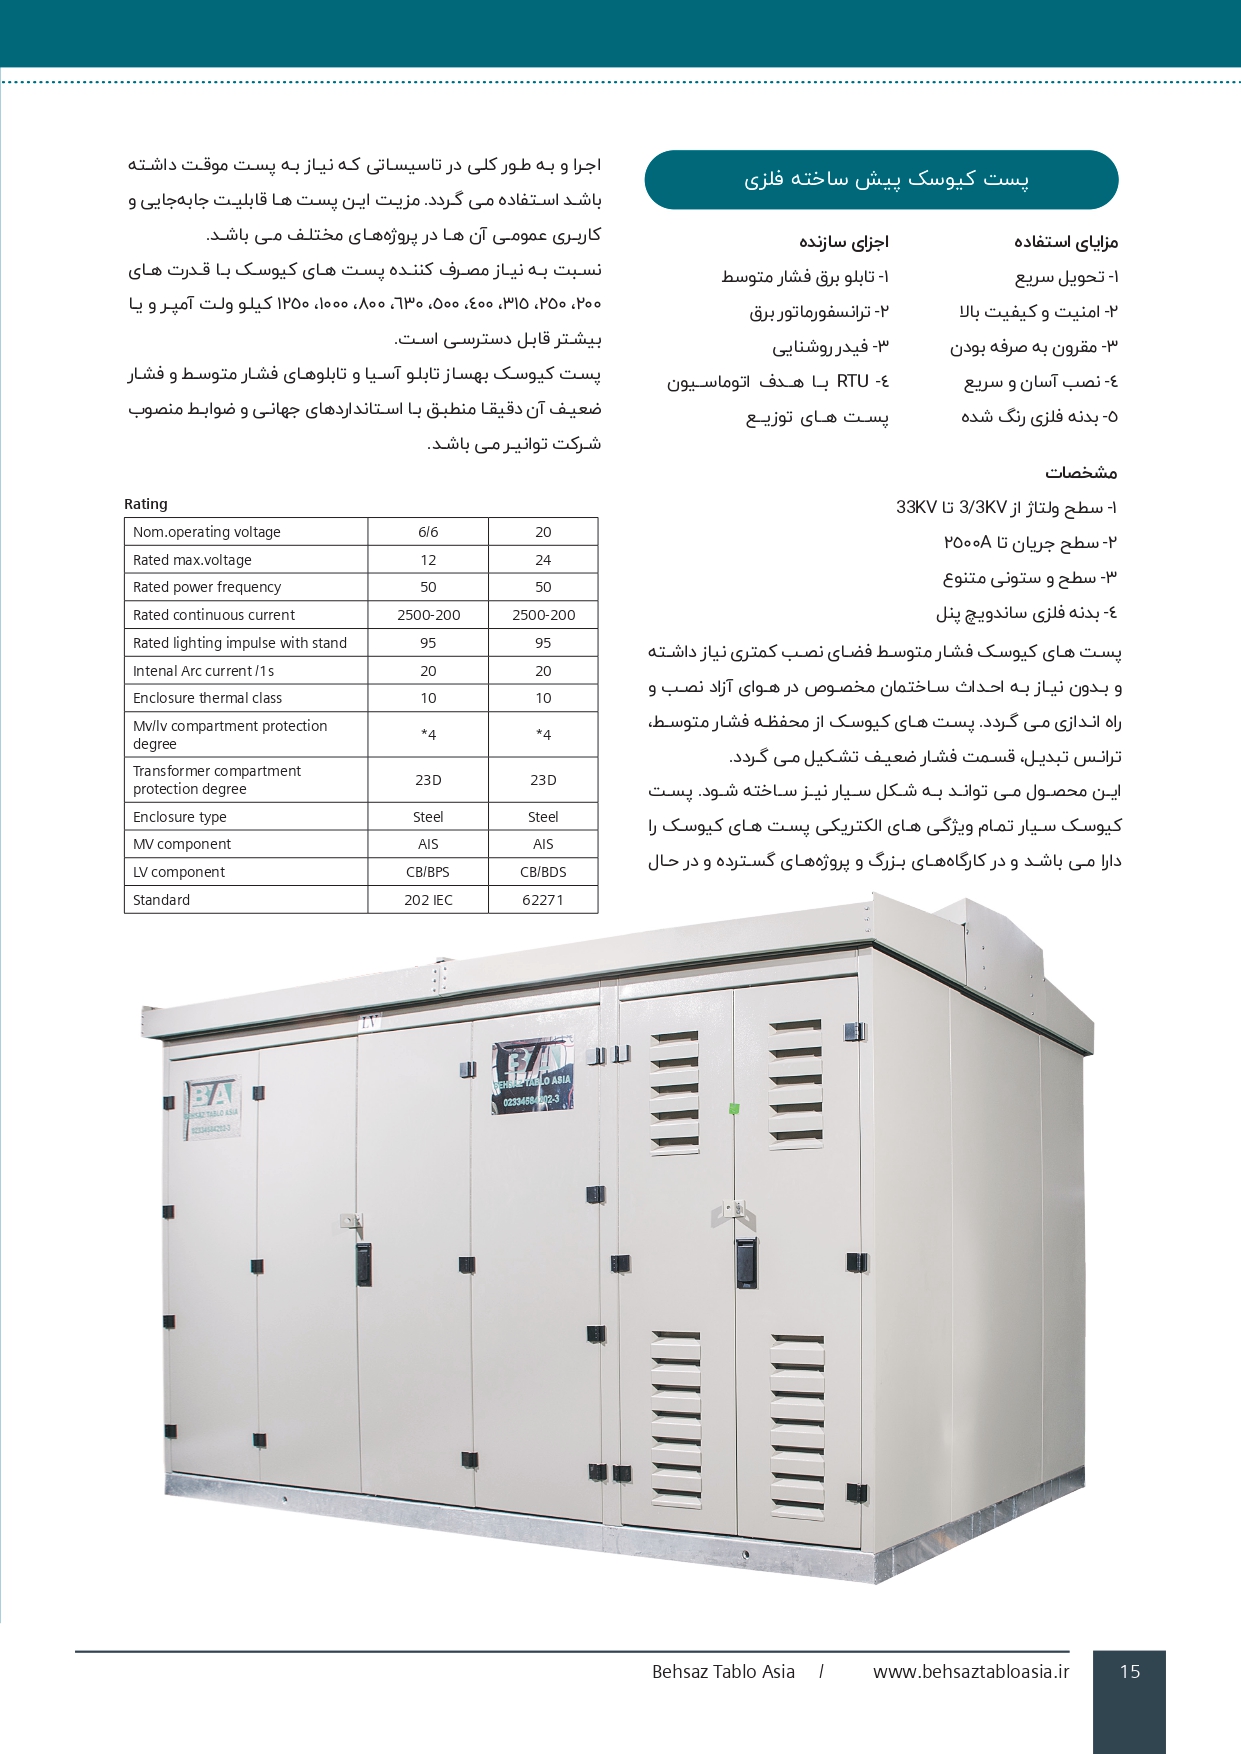 پست کیوسک پیش ساخته فلزی
مزایای استفاده
۱- تحویل سریع
۲- امنیت و کیفیت بالا
۳- مقرون به صرفه بودن
٤- نصب آسان و سریع
٥- بدنه فلزی رنگ شده
اجزای سازنده
۱- تابلو برق فشار متوسط
۲- ترانسفورماتور برق
۳- فیدر روشنایی
٤- RTU با هدف اتوماسیون
پست های توزیع
مشخصات
۱- سطح ولتاژ از 3/3KV تا 33KV
۲- سطح جریان تا ۲٥۰۰A
۳- سطح و ستونی متنوع
٤- بدنه فلزی ساندویچ پنل
پست های کیوسک فشار متوسط فضای نصب کمتری نیاز داشته
و بدون نیاز به احداث ساختمان مخصوص در هوای آزاد نصب و
راه اندازی می گردد. پست های کیوسک از محفظه فشار متوسط،
ترانس تبدیل، قسمت فشار ضعیف تشکیل می گردد.
این محصول می تواند به شکل سیار نیز ساخته شود. پست
کیوسک سیار تمام ویژگی های الکتریکی پست های کیوسک را
دارا می باشد و در کارگاه‌های بزرگ و پروژه‌های گسترده و در حال
اجرا و به طور کلی در تاسیساتی که نیاز به پست موقت داشته
باشد استفاده می گردد. مزیت این پست ها قابلیت جابه‌جایی و
کاربری عمومی آن ها در پروژه‌های مختلف می باشد.
نسبت به نیاز مصرف کننده پست های کیوسک با قدرت های
۲۰۰، ۲٥۰، ۳۱٥، ٤۰۰، ٥۰۰، ٦۳۰، ۸۰۰، ۱۰۰۰، ۱۲٥۰ کیلو ولت آمپر و یا
بیشتر قابل دسترسی است.
پست کیوسک بهساز تابلو آسیا و تابلوهای فشار متوسط و فشار
ضعیف آن دقیقا منطبق با استانداردهای جهانی و ضوابط منصوب
شرکت توانیر می باشد.
Rating
Nom.operating voltage 6/6 20
Rated max.voltage 12 24
Rated power frequency 50 50
Rated continuous current 2500-200 2500-200
Rated lighting impulse with stand 95 95
Intenal Arc current /1s 20 20
Enclosure thermal class 10 10
Mv/lv compartment protection
degree *4 *4
Transformer compartment
protection degree 23D 23D
Enclosure type Steel Steel
MV component AIS AIS
LV component CB/BPS CB/BDS
Standard 202 IEC 62271
LV
BA
BEHSAZ TABLO ASIA
02334584202-3
BA
BEHSAZ TABLO ASIA
02334584202-3
Behsaz Tablo Asia / www.behsaztabloasia.ir 15